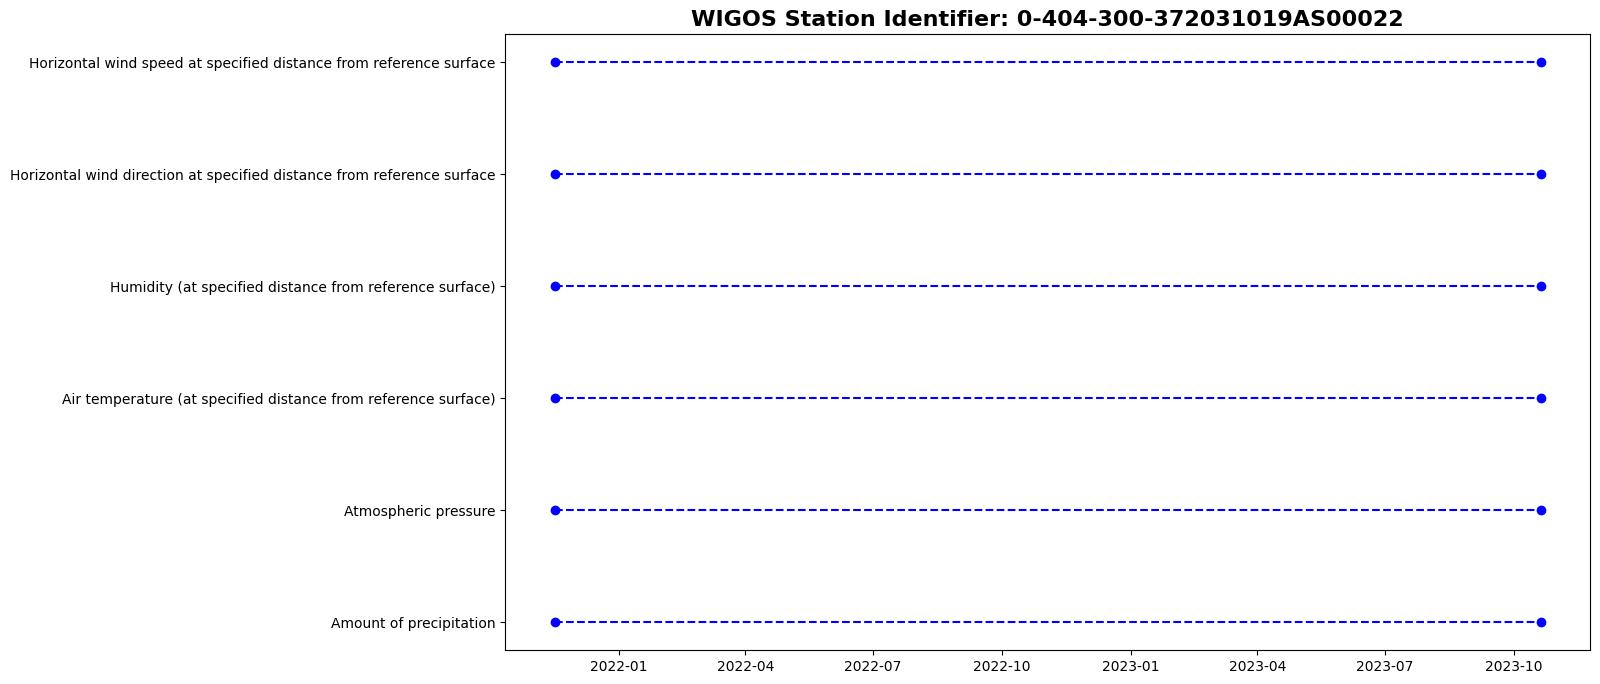 WIGOS Station Identifier: 0-404-300-372031019AS00022
Horizontal wind speed at specified distance from reference surface
Horizontal wind direction at specified distance from reference surface
Humidity (at specified distance from reference surface)
Air temperature (at specified distance from reference surface)
Atmospheric pressure
Amount of precipitation
2022-01 2022-04 2022-07 2022-10 2023-01 2023-04 2023-07 2023-10